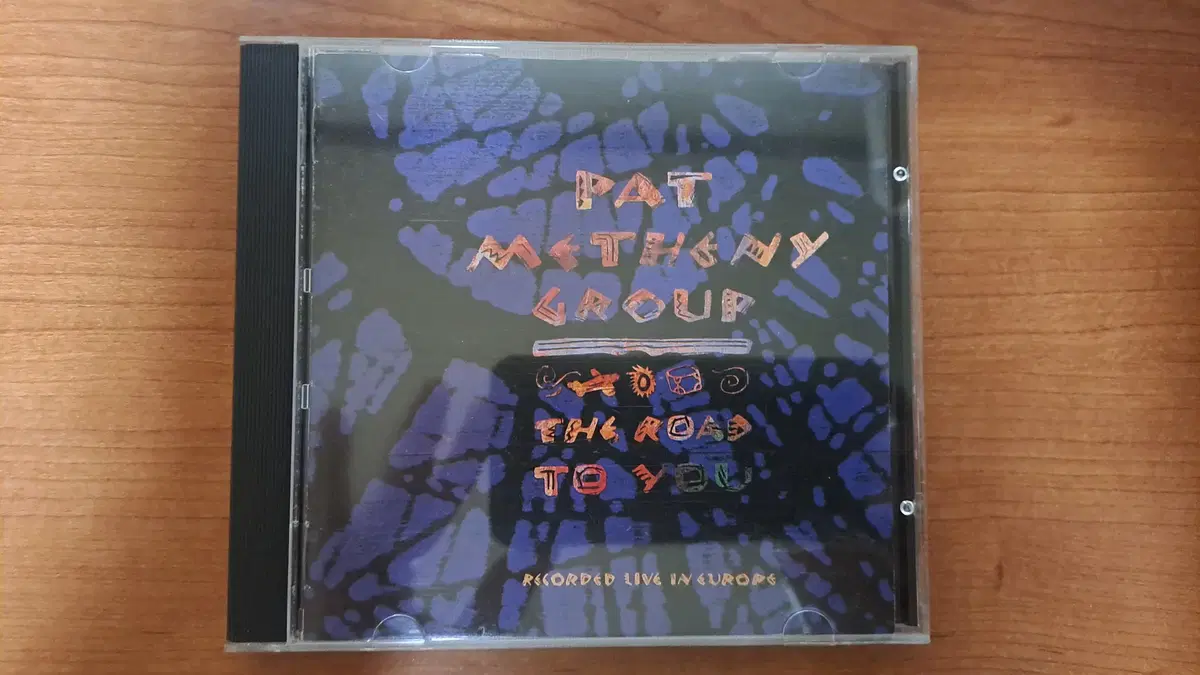 PAT
METHENY
GROUP
THE ROAD
TO YOU
RECORDED LIVE IN EUROPE